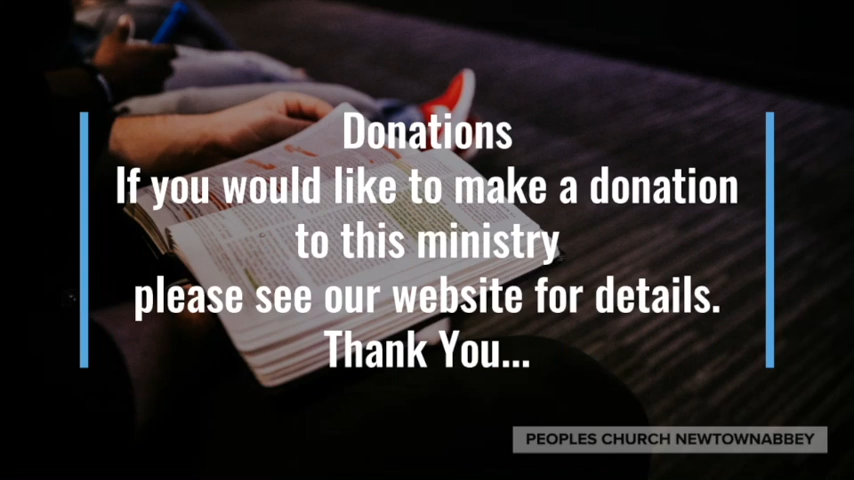 Donations
If you would like to make a donation
to this ministry
please see our website for details.
Thank You...
PEOPLES CHURCH NEWTOWNABBEY